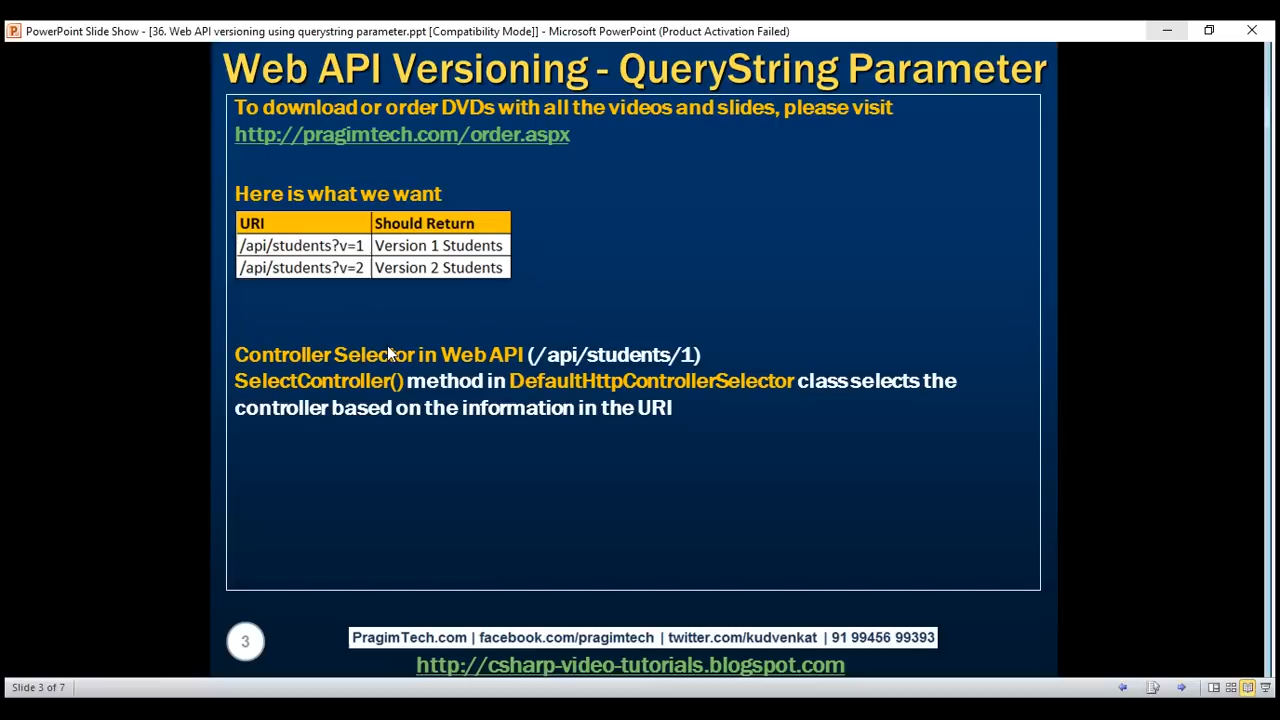 PowerPoint Slide Show - [36. Web API versioning using querystring parameter.ppt [Compatibility Mode]] - Microsoft PowerPoint (Product Activation Failed)
Web API Versioning - QueryString Parameter
To download or order DVDs with all the videos and slides, please visit
http://pragimtech.com/order.aspx
Here is what we want
URI Should Return
/api/students?v=1 Version 1 Students
/api/students?v=2 Version 2 Students
Controller Selector in Web API (/api/students/1)
SelectController() method in DefaultHttpControllerSelector class selects the
controller based on the information in the URI
3
PragimTech.com | facebook.com/pragimtech | twitter.com/kudvenkat | 91 99456 99393
http://csharp-video-tutorials.blogspot.com
Slide 3 of 7